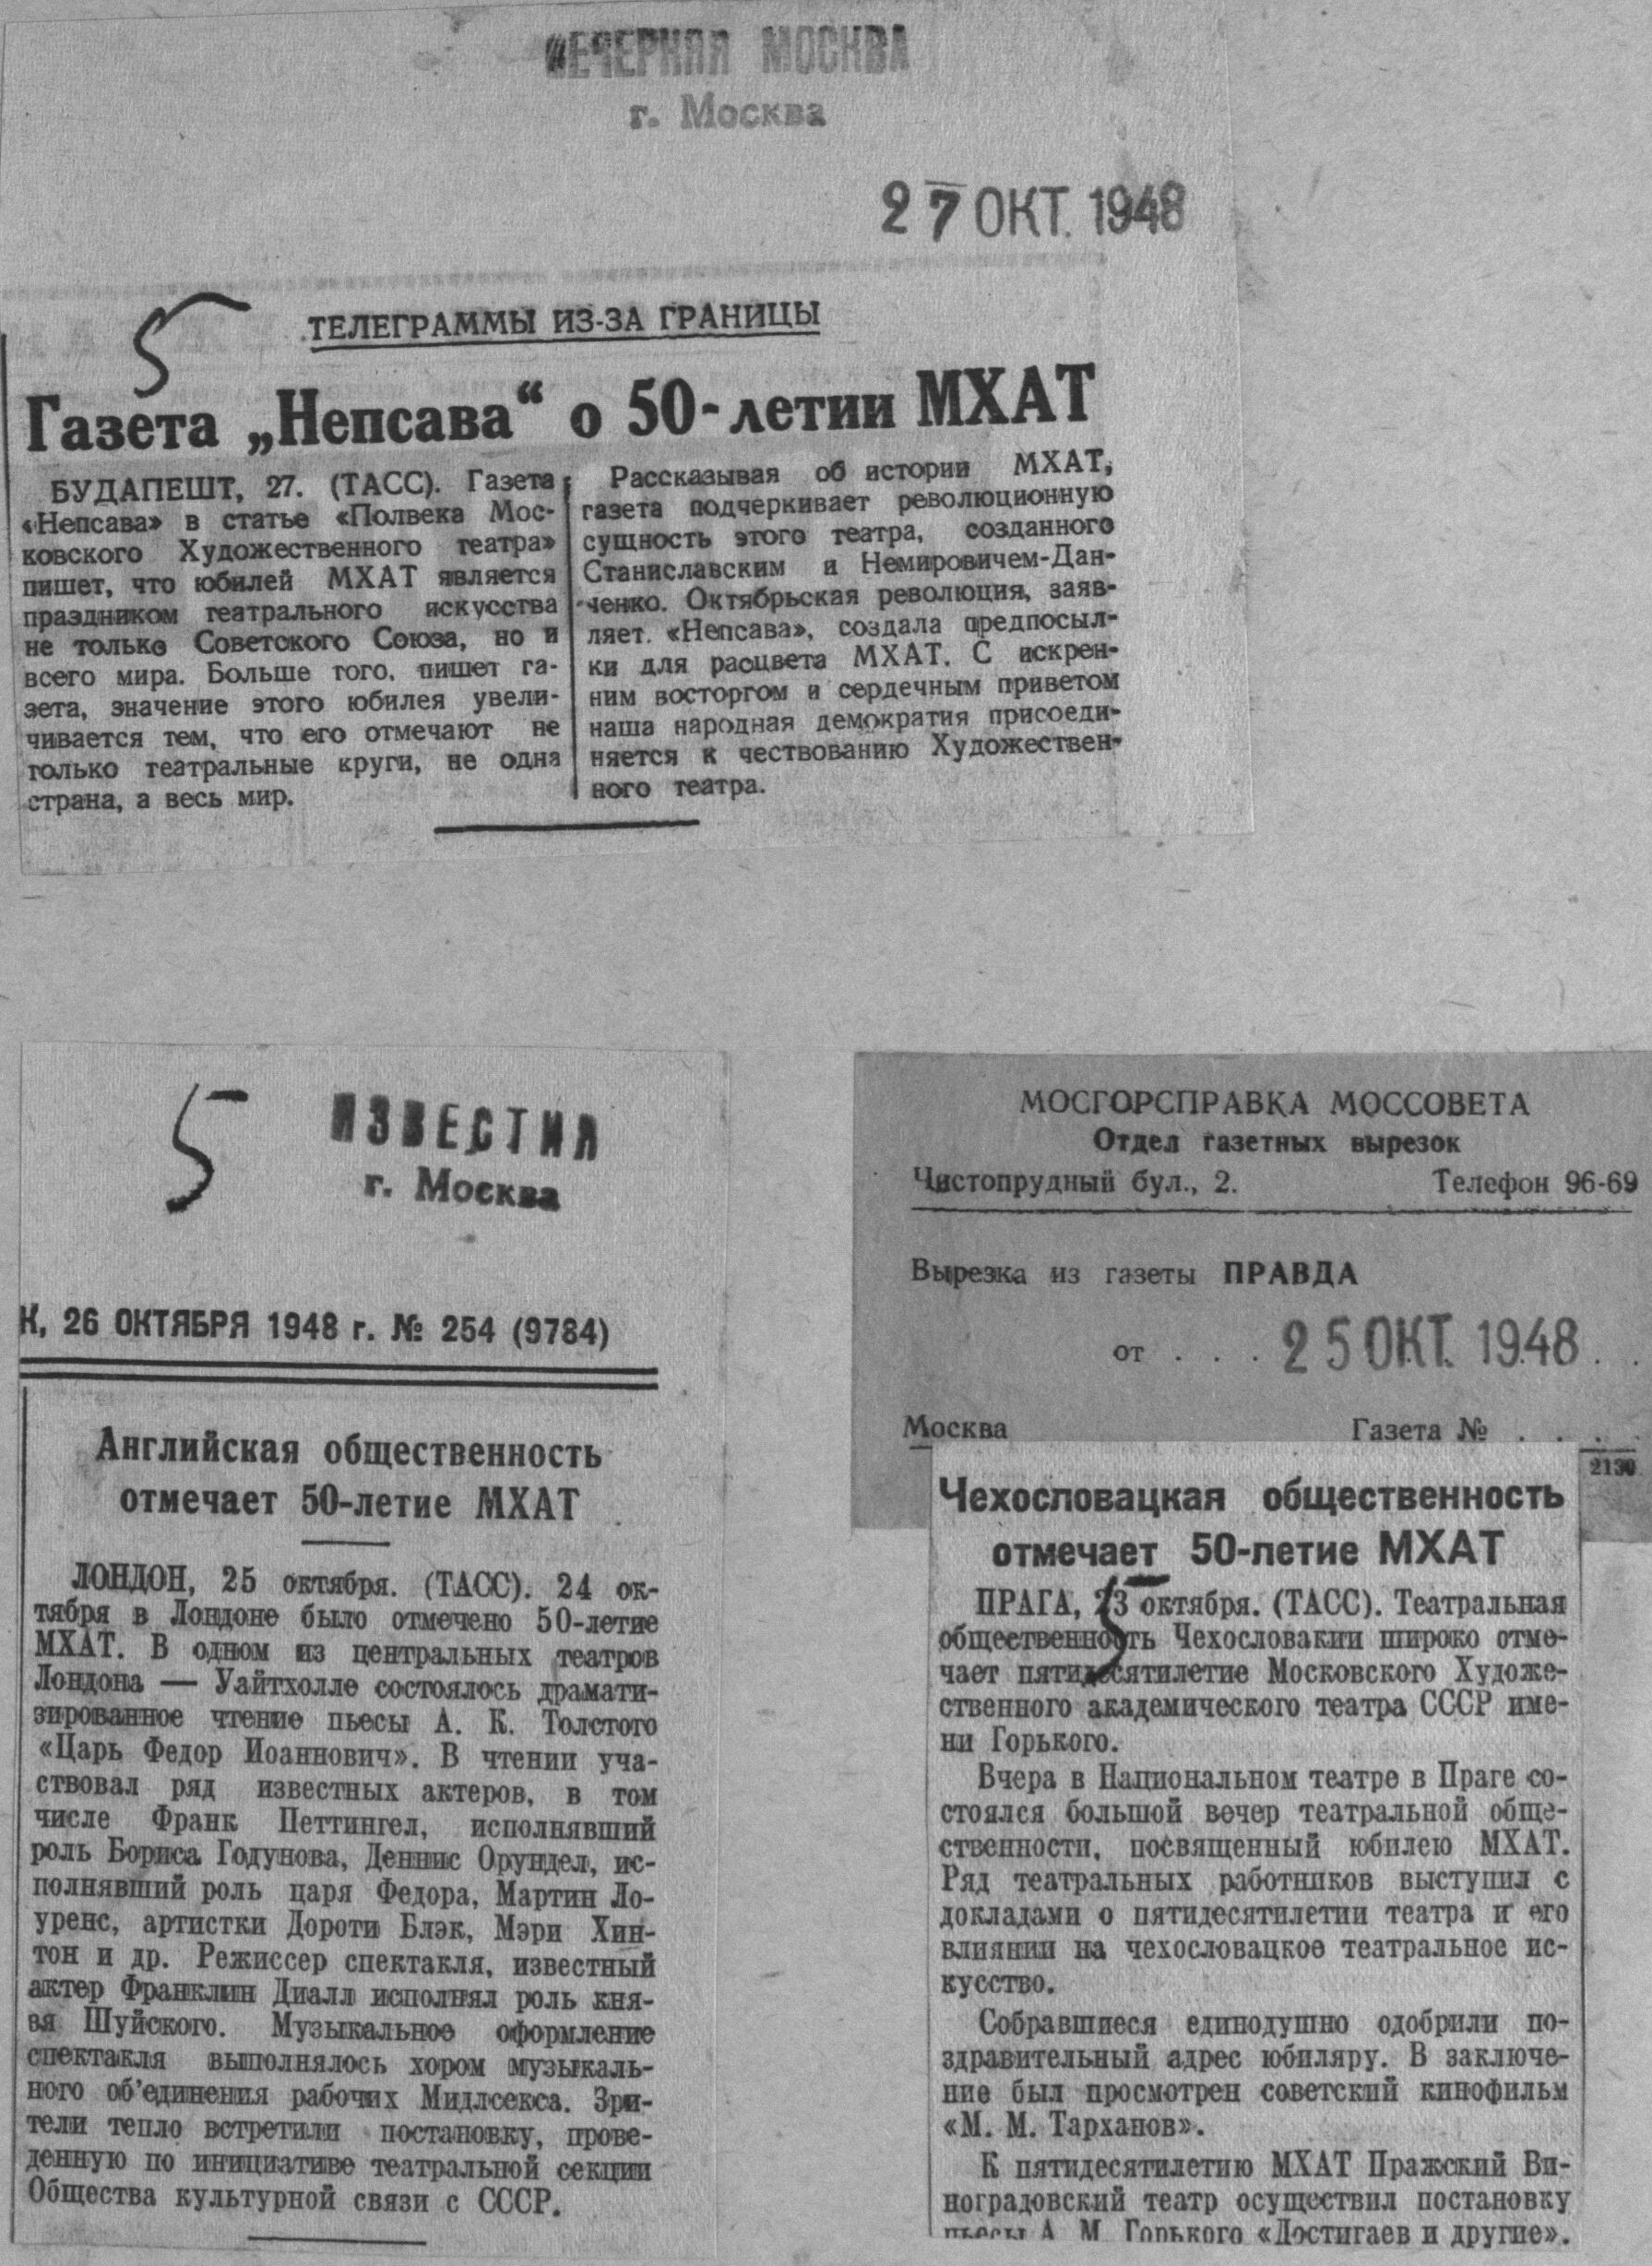 ВЕЧЕРНЯЯ МОСКВА
г. Москва
27 ОКТ. 1948
5
ТЕЛЕГРАММЫ ИЗ-ЗА ГРАНИЦЫ
Газета „Непсава“ о 50-летии МХАТ
БУДАПЕШТ, 27. (ТАСС). Газета
«Непсава» в статье «Полвека Мос-
ковского Художественного театра»
пишет, что юбилей МХАТ является
праздником театрального искусства
не только Советского Союза, но и
всего мира. Больше того, пишет га-
зета, значение этого юбилея увели-
чивается тем, что его отмечают не
только театральные круги, не одна
страна, а весь мир.
Рассказывая об истории МХАТ,
газета подчеркивает революционную
сущность этого театра, созданного
Станиславским и Немировичем-Дан-
ченко. Октябрьская революция, заяв-
ляет. «Непсава», создала предпосыл-
ки для расцвета МХАТ. С искрен-
ним восторгом и сердечным приветом
наша народная демократия присоеди-
няется к чествованию Художествен-
ного театра.
5
ИЗВЕСТИЯ
г. Москва
К, 26 ОКТЯБРЯ 1948 г. № 254 (9784)
Английская общественность
отмечает 50-летие МХАТ
ЛОНДОН, 25 октября. (ТАСС). 24 ок-
тября в Лондоне было отмечено 50-летие
МХАТ. В одном из центральных театров
Лондона — Уайтхолле состоялось драмати-
зированное чтение пьесы А. К. Толстого
«Царь Федор Иоаннович». В чтении уча-
ствовал ряд известных актеров, в том
числе Франк Петтингел, исполнявший
роль Бориса Годунова, Деннис Орундел, ис-
полнявший роль царя Федора, Мартин Ло-
уренс, артистки Дороти Блэк, Мэри Хин-
тон и др. Режиссер спектакля, известный
актер Франклин Диалл исполнял роль кня-
зя Шуйского. Музыкальное оформление
спектакля выполнялось хором музыкаль-
ного об’единения рабочих Мидлсекса. Зри-
тели тепло встретили постановку, прове-
денную по инициативе театральной секции
Общества культурной связи с СССР.
МОСГОРСПРАВКА МОССОВЕТА
Отдел газетных вырезок
Чистопрудный бул., 2. Телефон 96-69
Вырезка из газеты ПРАВДА
от . . . 25 ОКТ. 1948 . .
Москва Газета № . . . .
2130
Чехословацкая общественность
отмечает 50-летие МХАТ
5
ПРАГА, 23 октября. (ТАСС). Театральная
общественность Чехословакии широко отме-
чает пятидесятилетие Московского Художе-
ственного академического театра СССР име-
ни Горького.
Вчера в Национальном театре в Праге со-
стоялся большой вечер театральной обще-
ственности, посвященный юбилею МХАТ.
Ряд театральных работников выступил с
докладами о пятидесятилетии театра и его
влиянии на чехословацкое театральное ис-
кусство.
Собравшиеся единодушно одобрили по-
здравительный адрес юбиляру. В заключе-
ние был просмотрен советский кинофильм
«М. М. Тарханов».
К пятидесятилетию МХАТ Пражский Ви-
ноградовский театр осуществил постановку
пьесы А. М. Горького «Достигаев и другие».